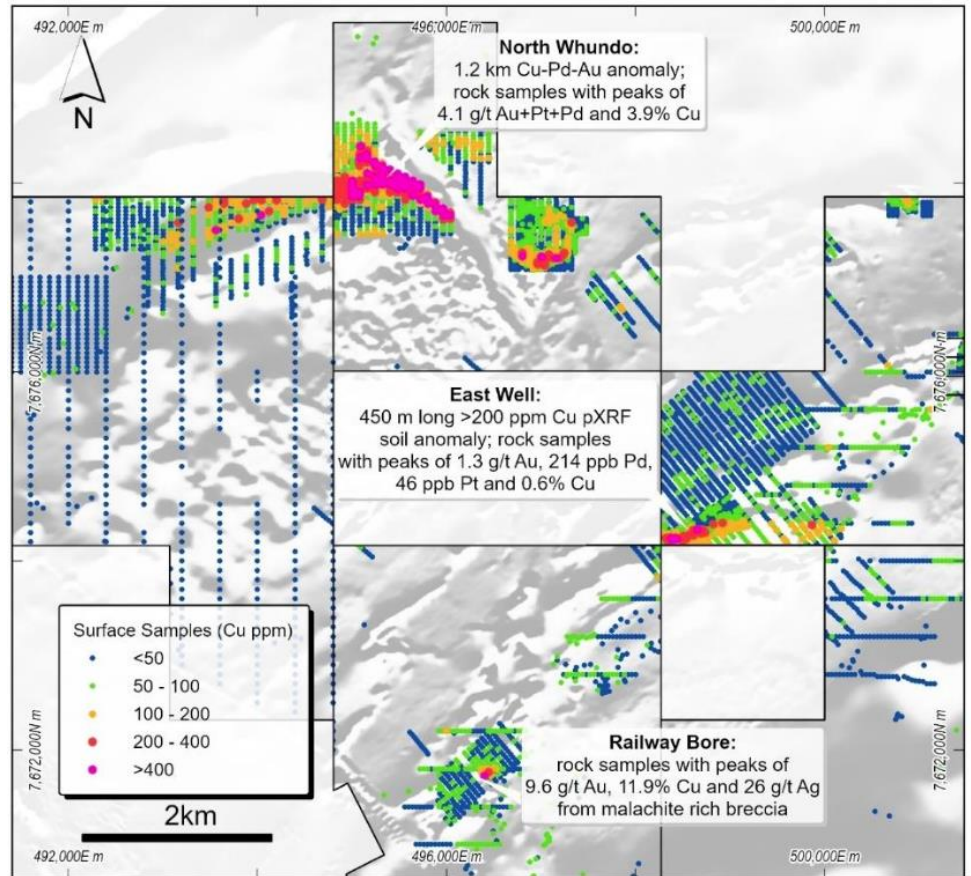 492,000E m
496,000E m
500,000E m
N
North Whundo:
1.2 km Cu-Pd-Au anomaly;
rock samples with peaks of
4.1 g/t Au+Pt+Pd and 3.9% Cu
7,676,000N m
7,676,000N m
East Well:
450 m long >200 ppm Cu pXRF
soil anomaly; rock samples
with peaks of 1.3 g/t Au, 214 ppb Pd,
46 ppb Pt and 0.6% Cu
Surface Samples (Cu ppm)
<50
50 - 100
100 - 200
200 - 400
>400
2km
Railway Bore:
rock samples with peaks of
9.6 g/t Au, 11.9% Cu and 26 g/t Ag
from malachite rich breccia
7,672,000N m
7,672,000N m
492,000E m
496,000E m
500,000E m